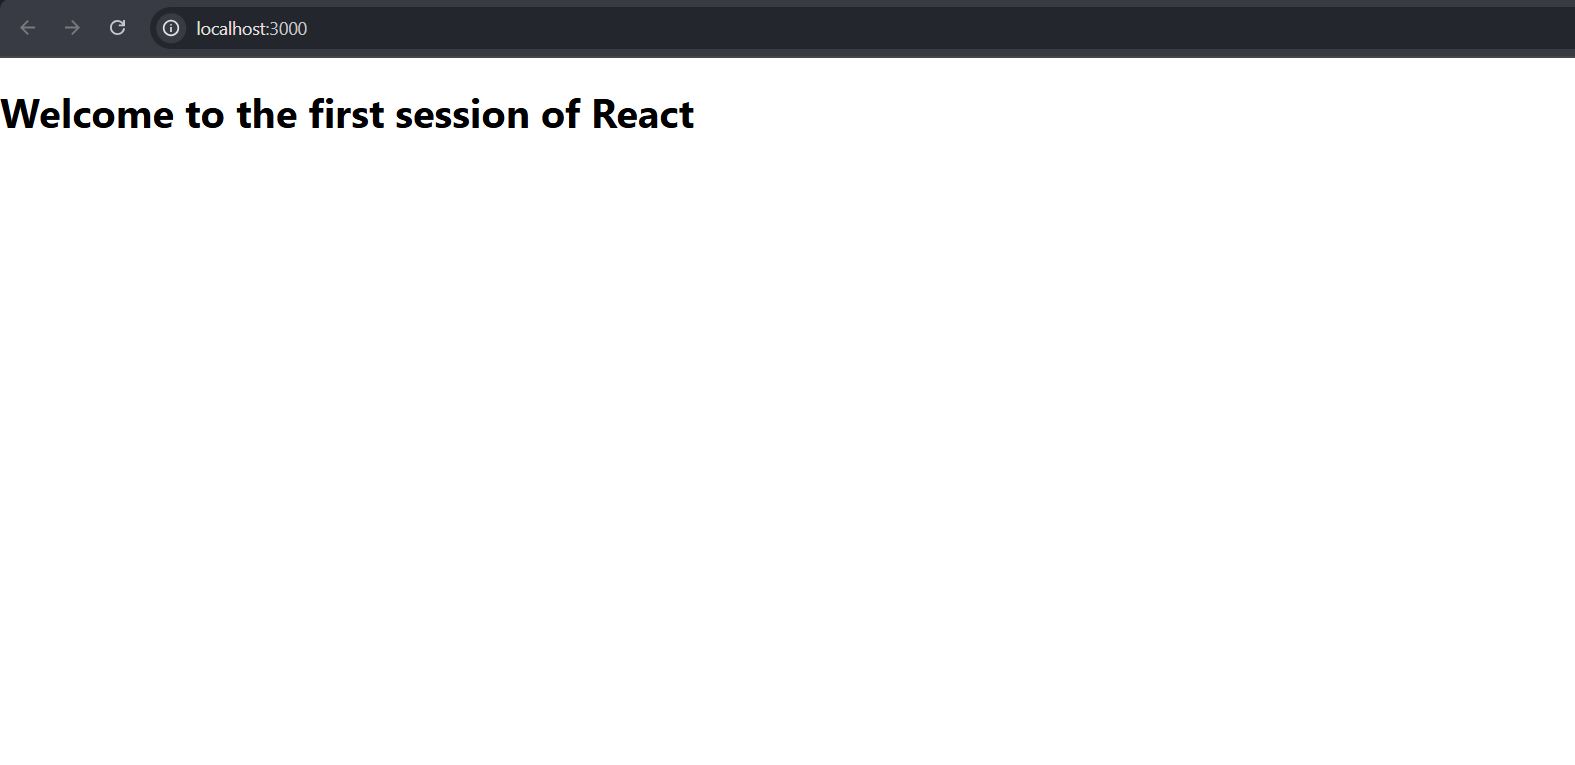 localhost:3000
Welcome to the first session of React